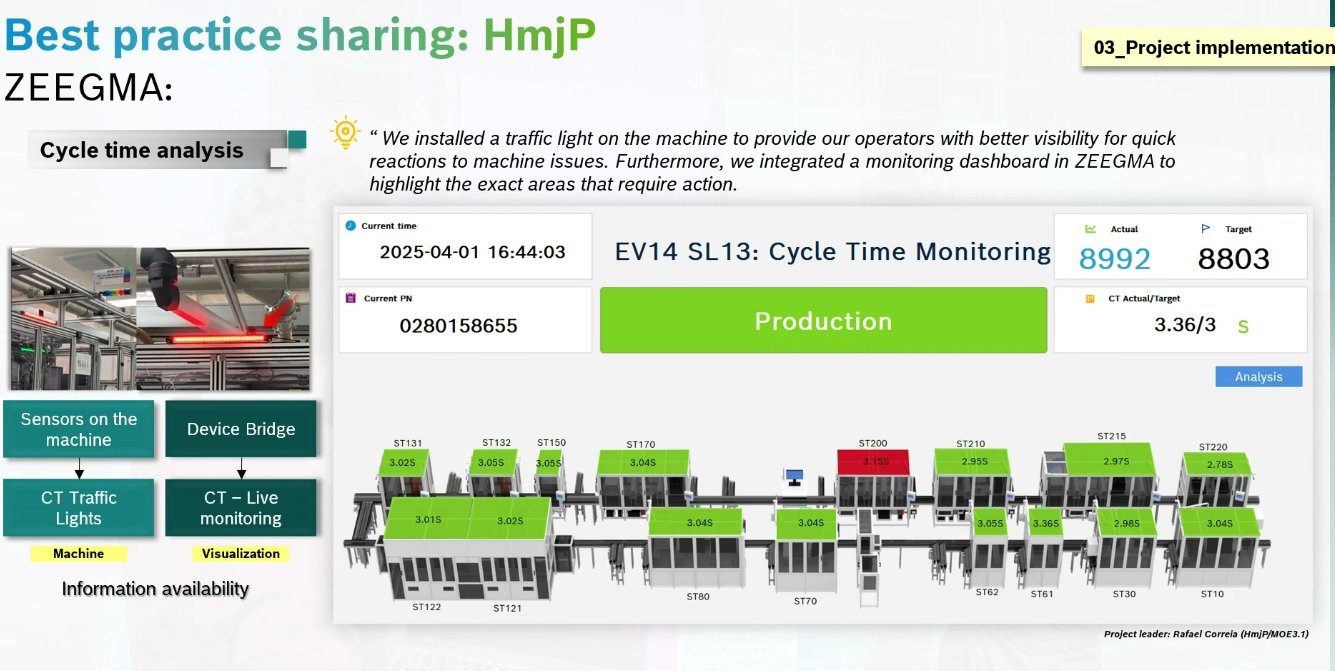 Best practice sharing: HmjP
03_Project implementation
ZEEGMA:
Cycle time analysis
“ We installed a traffic light on the machine to provide our operators with better visibility for quick
reactions to machine issues. Furthermore, we integrated a monitoring dashboard in ZEEGMA to
highlight the exact areas that require action.
Current time
2025-04-01 16:44:03
EV14 SL13: Cycle Time Monitoring
Actual
8992
Target
8803
Current PN
0280158655
Production
CT Actual/Target
3.36/3 s
Analysis
Sensors on the
machine
Device Bridge
CT Traffic
Lights
CT – Live
monitoring
Machine
Visualization
Information availability
ST131
ST132
ST150
ST170
ST200
ST210
ST215
ST220
3.02S
3.05S
3.05S
3.04S
3.15S
2.95S
2.97S
2.78S
3.01S
3.02S
3.04S
3.04S
3.05S
3.36S
2.98S
3.04S
ST122
ST121
ST80
ST70
ST62
ST61
ST30
ST10
Project leader: Rafael Correia (HmjP/MOE3.1)